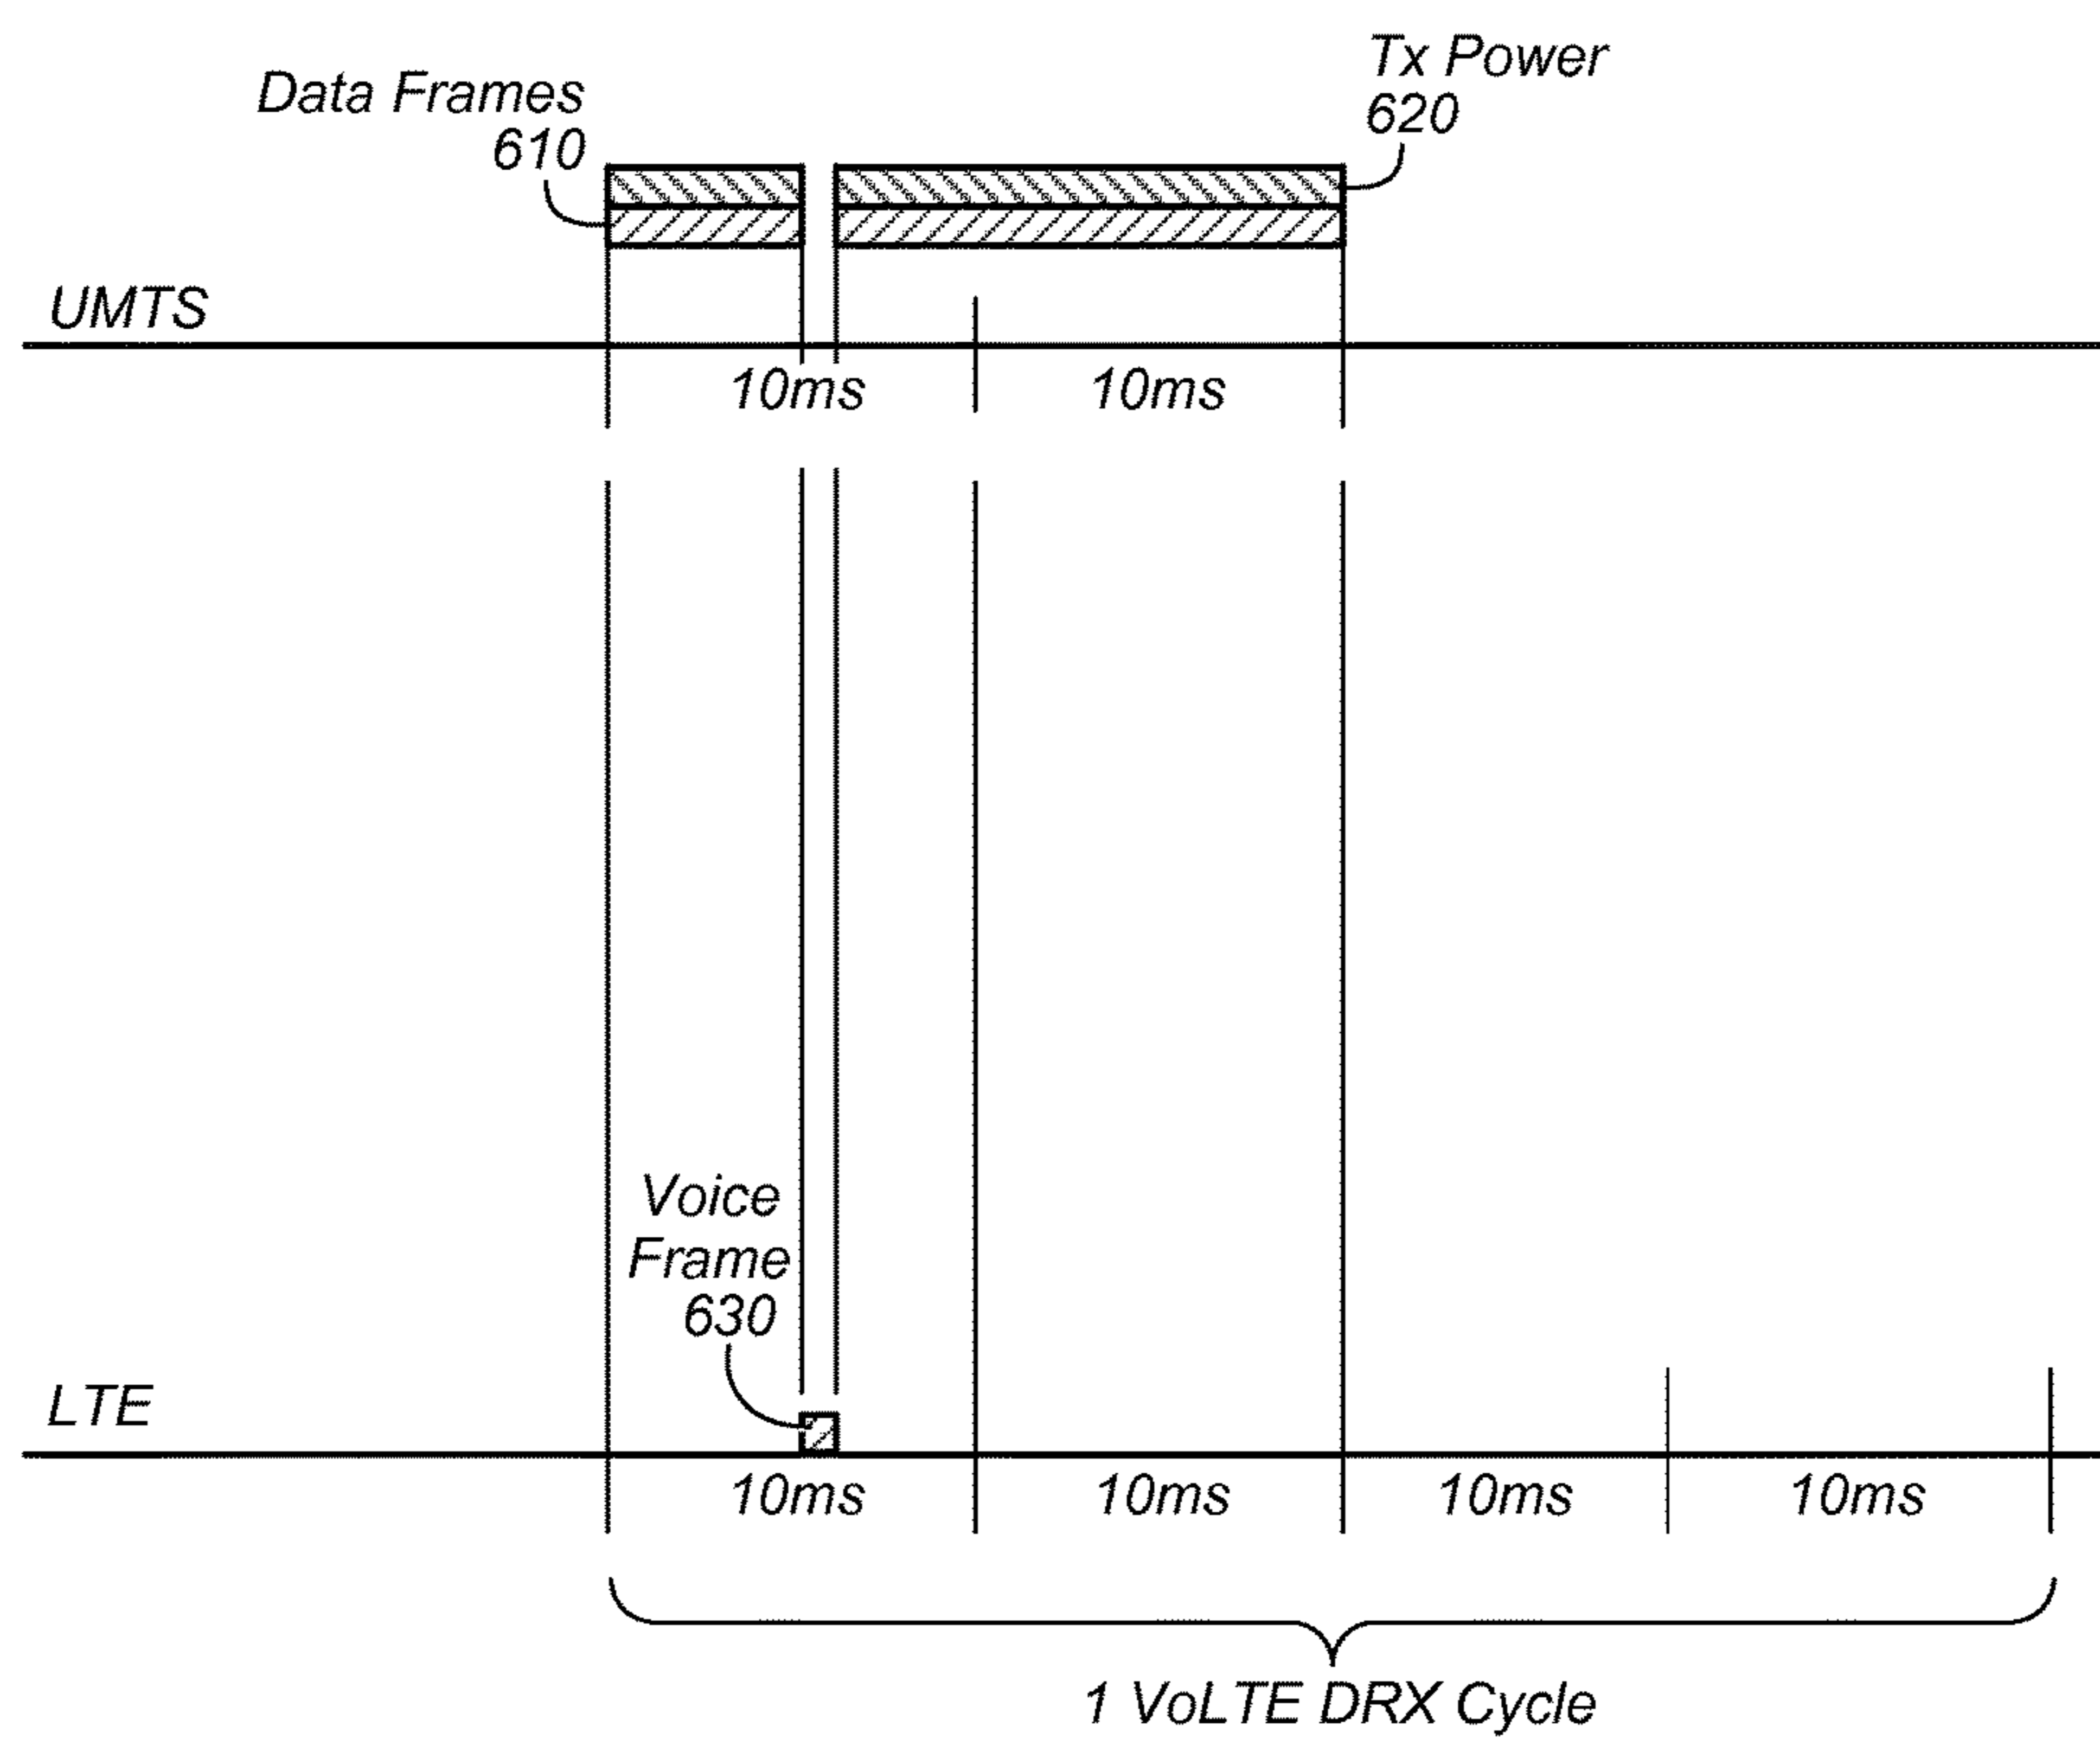 Tx Power
620
Data Frames
610
UMTS
10ms 10ms
Voice
Frame
630
LTE
10ms 10ms 10ms 10ms
1 VoLTE DRX Cycle